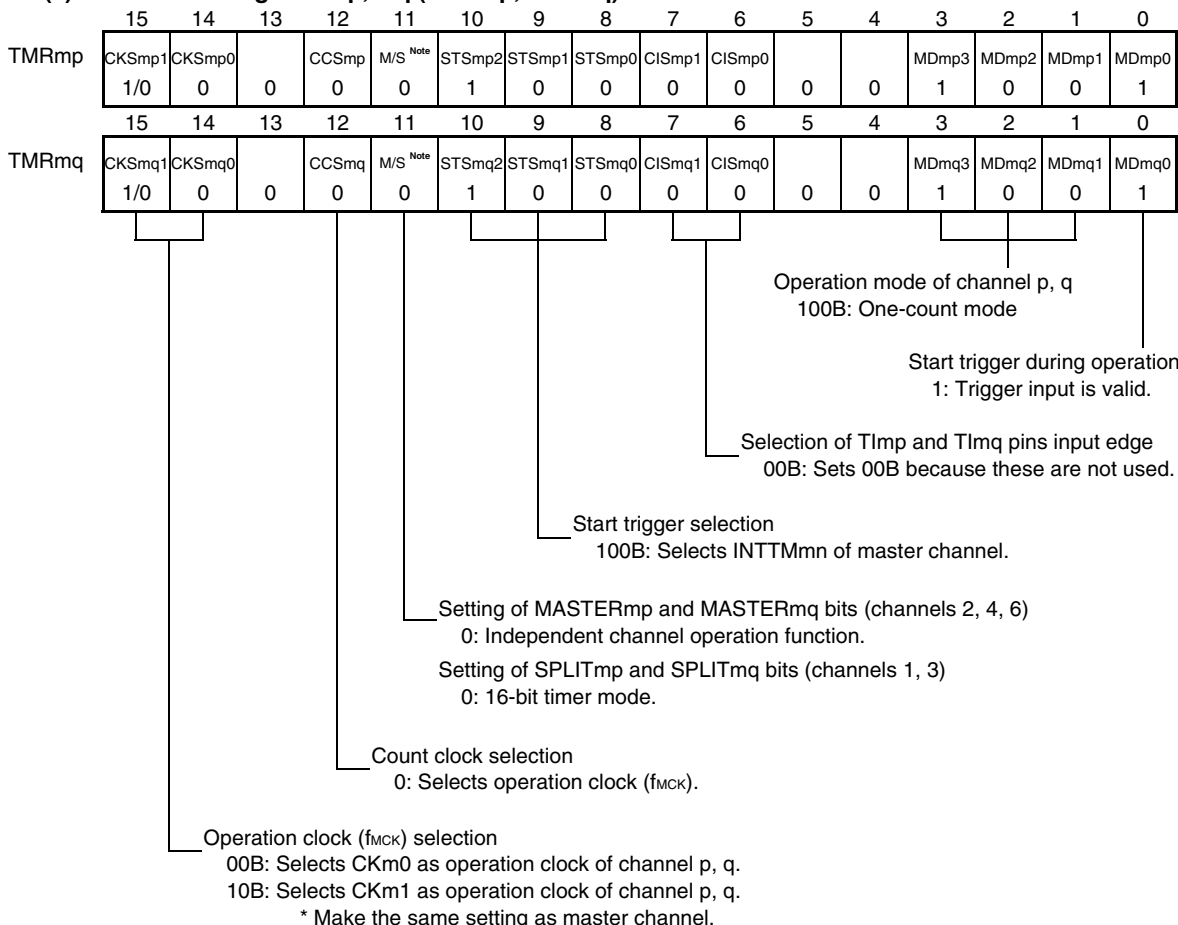 15 14 13 12 11 10 9 8 7 6 5 4 3 2 1 0
TMRmp CKSmp1 CKSmp0 CCSmp M/S Note STSmp2 STSmp1 STSmp0 CISmp1 CISmp0 MDmp3 MDmp2 MDmp1 MDmp0
1/0 0 0 0 0 1 0 0 0 0 0 0 1 0 0 1
15 14 13 12 11 10 9 8 7 6 5 4 3 2 1 0
TMRmq CKSmq1 CKSmq0 CCSmq M/S Note STSmq2 STSmq1 STSmq0 CISmq1 CISmq0 MDmq3 MDmq2 MDmq1 MDmq0
1/0 0 0 0 0 1 0 0 0 0 0 0 1 0 0 1
Operation mode of channel p, q
100B: One-count mode
Start trigger during operation
1: Trigger input is valid.
Selection of TImp and TImq pins input edge
00B: Sets 00B because these are not used.
Start trigger selection
100B: Selects INTTMmn of master channel.
Setting of MASTERmp and MASTERmq bits (channels 2, 4, 6)
0: Independent channel operation function.
Setting of SPLITmp and SPLITmq bits (channels 1, 3)
0: 16-bit timer mode.
Count clock selection
0: Selects operation clock (fMCK).
Operation clock (fMCK) selection
00B: Selects CKm0 as operation clock of channel p, q.
10B: Selects CKm1 as operation clock of channel p, q.
* Make the same setting as master channel.